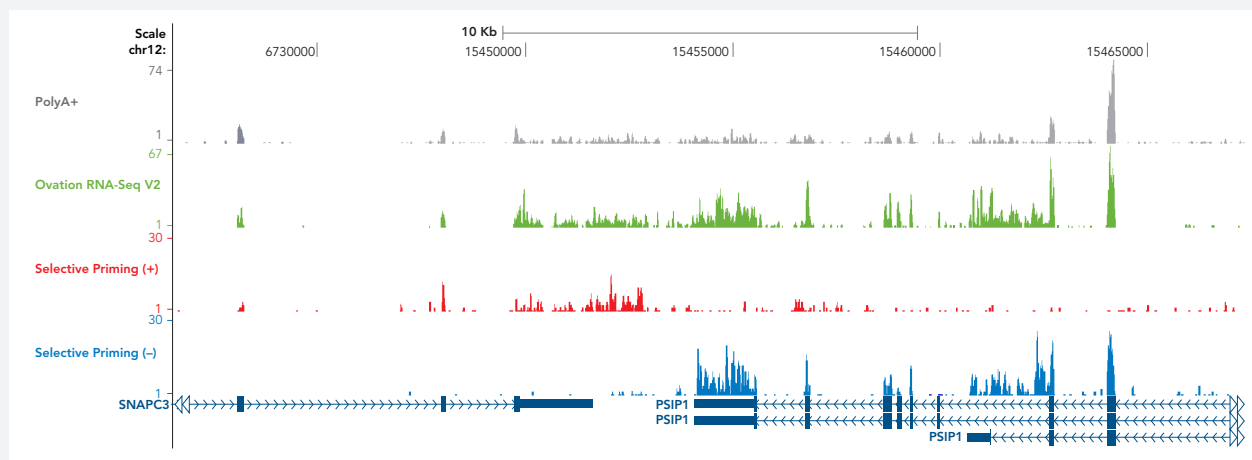 Scale 10 Kb
chr12: 6730000 15450000 15455000 15460000 15465000
74
PolyA+
1
67
Ovation RNA-Seq V2
1
30
Selective Priming (+)
1
30
Selective Priming (–)
1
SNAPC3 PSIP1
PSIP1
PSIP1